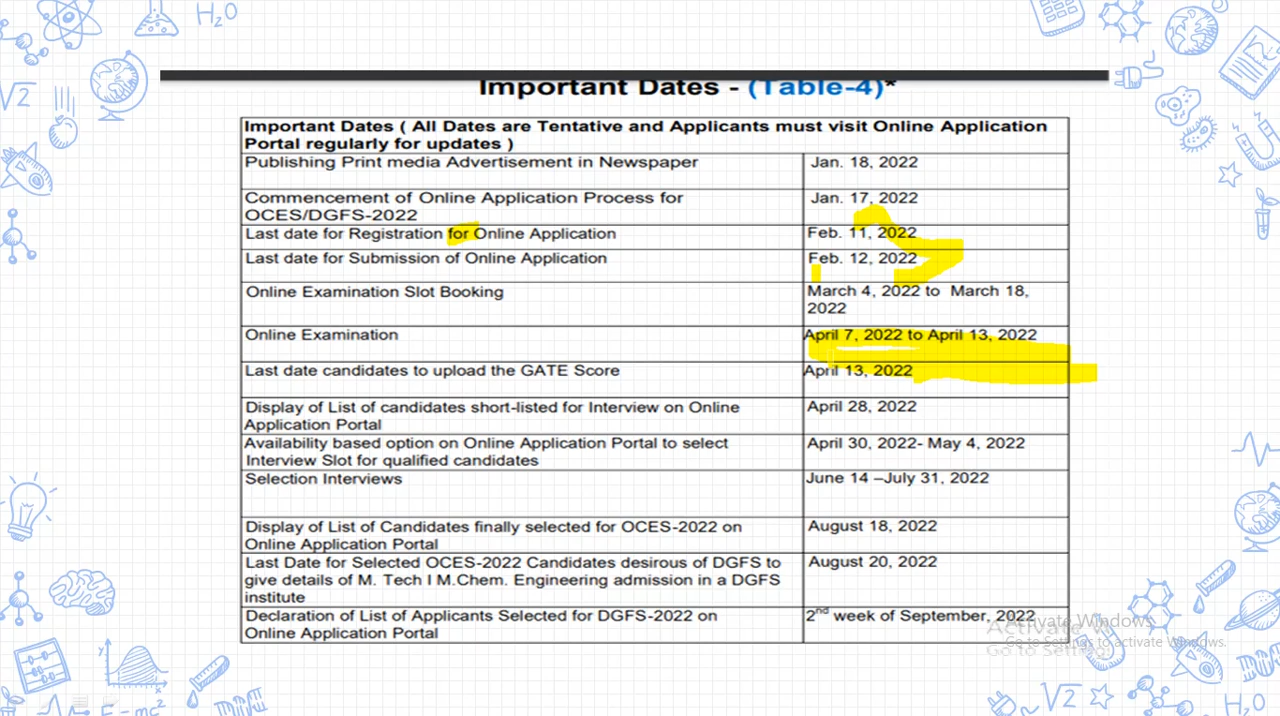 H₂O
Important Dates - (Table-4)*
Important Dates ( All Dates are Tentative and Applicants must visit Online Application
Portal regularly for updates )
Publishing Print media Advertisement in Newspaper Jan. 18, 2022
Commencement of Online Application Process for Jan. 17, 2022
OCES/DGFS-2022
Last date for Registration for Online Application Feb. 11, 2022
Last date for Submission of Online Application Feb. 12, 2022
Online Examination Slot Booking March 4, 2022 to March 18,
2022
Online Examination April 7, 2022 to April 13, 2022
Last date candidates to upload the GATE Score April 13, 2022
Display of List of candidates short-listed for Interview on Online April 28, 2022
Application Portal
Availability based option on Online Application Portal to select April 30, 2022- May 4, 2022
Interview Slot for qualified candidates
Selection Interviews June 14 –July 31, 2022
Display of List of Candidates finally selected for OCES-2022 on August 18, 2022
Online Application Portal
Last Date for Selected OCES-2022 Candidates desirous of DGFS to August 20, 2022
give details of M. Tech I M.Chem. Engineering admission in a DGFS
institute
Declaration of List of Applicants Selected for DGFS-2022 on 2nd week of September, 2022
Online Application Portal
Activate Windows
Go to Settings to activate Windows.
√2
y
x
E=mc²
√2
H₂O